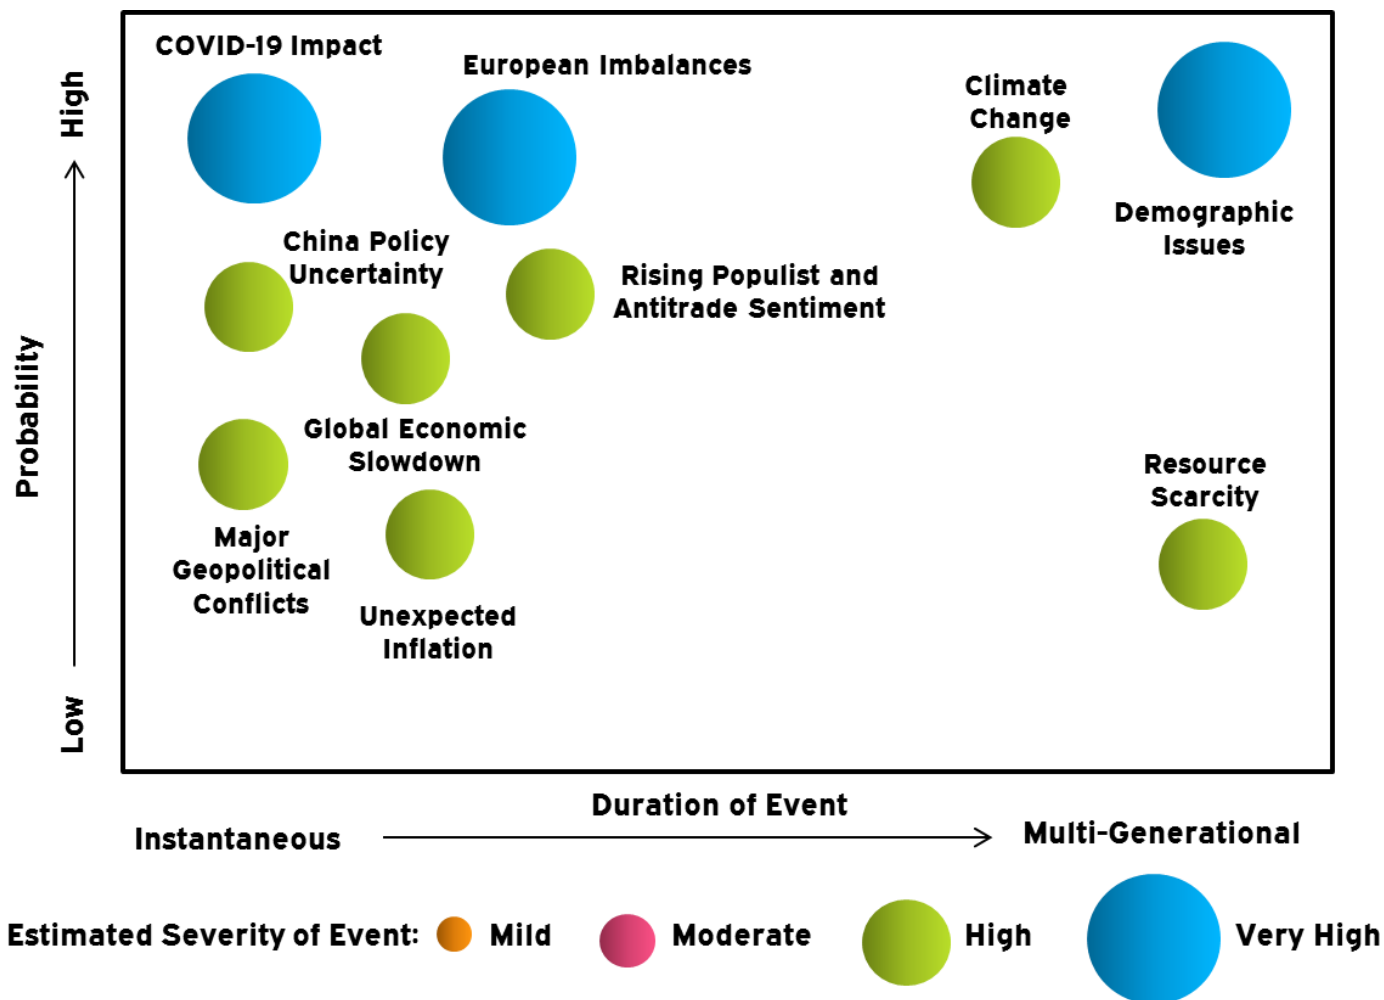 COVID-19 Impact
European Imbalances
Climate
Change
Demographic
Issues
China Policy
Uncertainty
Rising Populist and
Antitrade Sentiment
Global Economic
Slowdown
Resource
Scarcity
Major
Geopolitical
Conflicts
Unexpected
Inflation
High
Probability
Low
Duration of Event
Instantaneous
Multi-Generational
Estimated Severity of Event: Mild Moderate High Very High